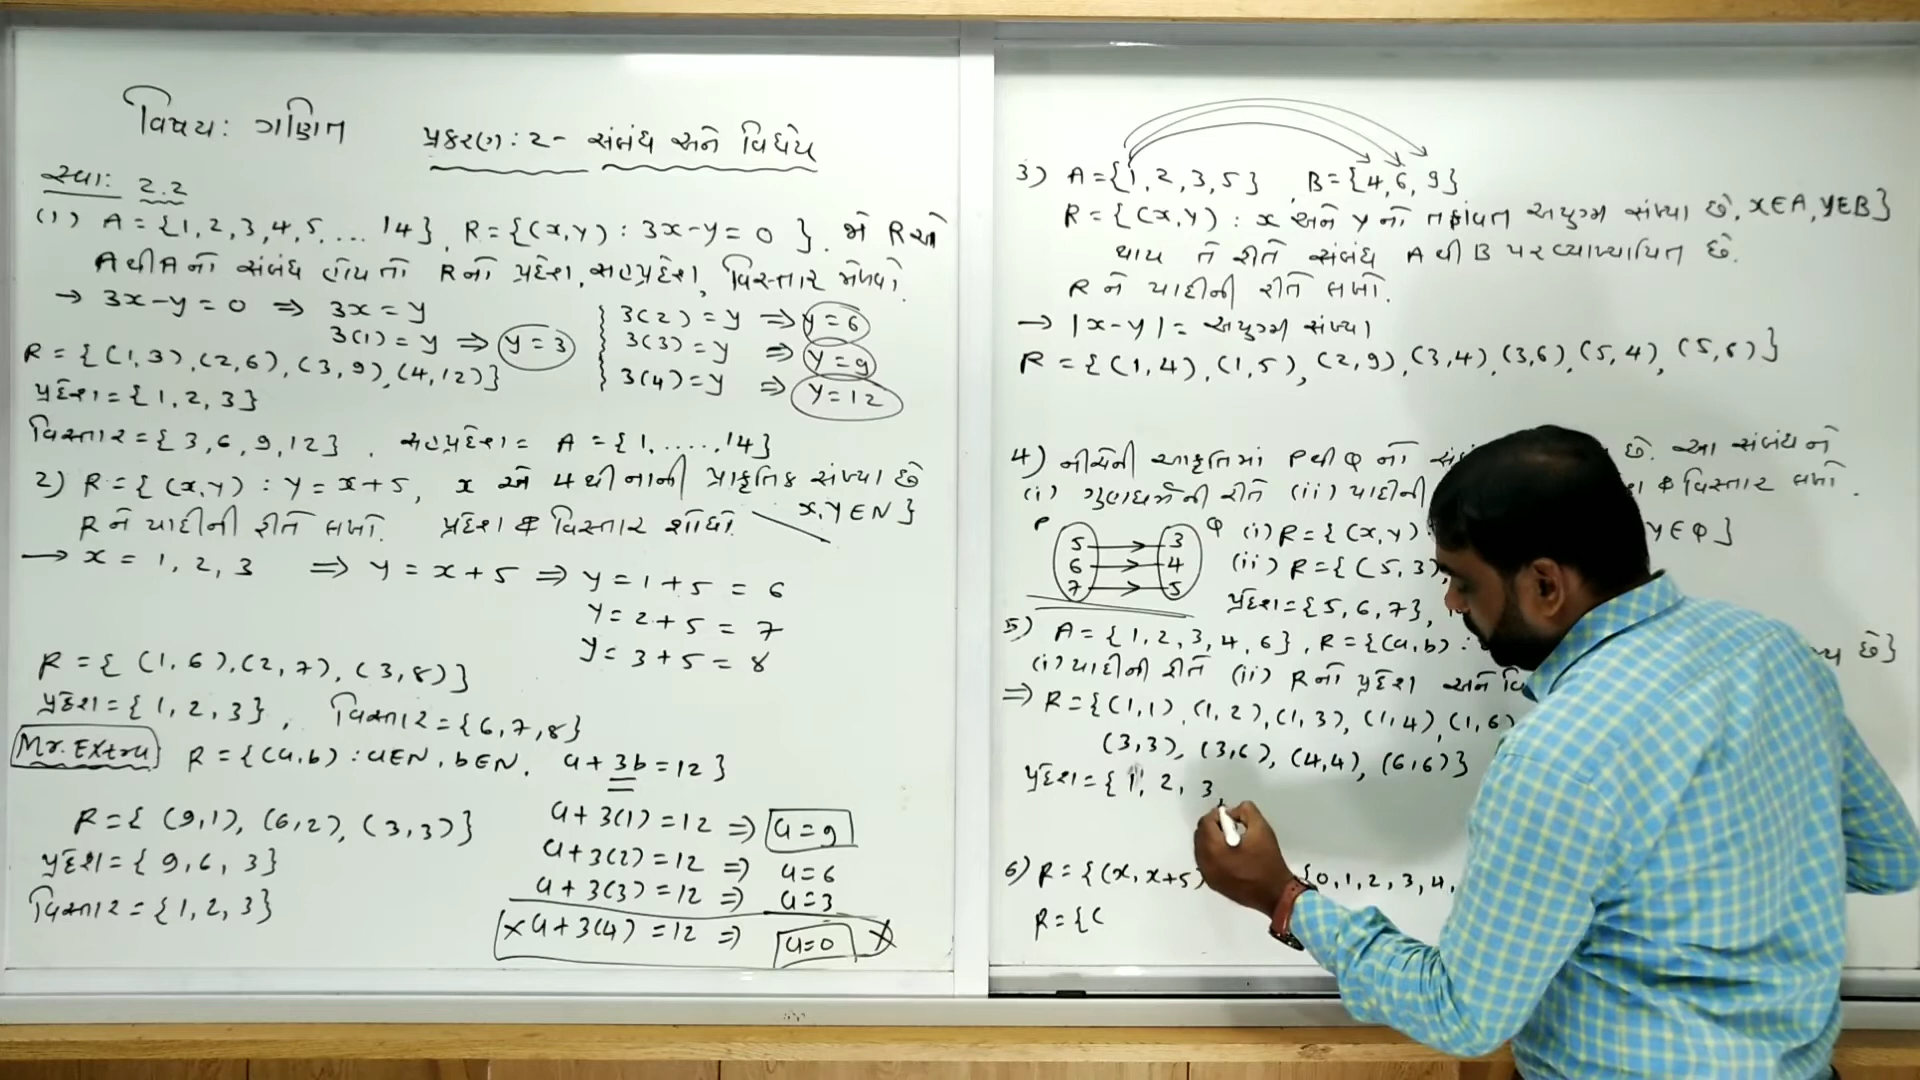 વિષય: ગણિત
પ્રકરણ: 2- સંબંધ અને વિધેય
સ્વા: 2.2
(1) A={1,2,3,4,5,...14}, R={(x,y) : 3x-y=0 }. જો R એ
A થી A નો સંબંધ હોય તો R નો પ્રદેશ, સહપ્રદેશ, વિસ્તાર મેળવો.
→ 3x-y=0 ⇒ 3x=y
3(1)=y ⇒ y=3
3(2)=y ⇒ y=6
3(3)=y ⇒ y=9
3(4)=y ⇒ y=12
R={(1,3),(2,6),(3,9),(4,12)}
પ્રદેશ={1,2,3}
વિસ્તાર={3,6,9,12}, સહપ્રદેશ= A={1,.....,14}
2) R={(x,y) : y=x+5, x એ 4 થી નાની પ્રાકૃતિક સંખ્યા છે
x,y∈N}
R ને યાદીની રીતે લખો. પ્રદેશ & વિસ્તાર શોધો.
→ x = 1, 2, 3 ⇒ y = x+5 ⇒ y=1+5 = 6
y=2+5 = 7
y=3+5=8
R={(1,6),(2,7),(3,8)}
પ્રદેશ={1,2,3}, વિસ્તાર={6,7,8}
Mr. Extra R={(a,b) : a∈N, b∈N, a+3b=12}
R={(9,1),(6,2),(3,3)}
પ્રદેશ={9,6,3}
વિસ્તાર={1,2,3}
a+3(1)=12 ⇒ a=9
a+3(2)=12 ⇒ a=6
a+3(3)=12 ⇒ a=3
×a+3(4)=12 ⇒ a=0 ×
3) A={1,2,3,5}, B={4,6,9}
R={(x,y) : x અને y નો તફાવત અયુગ્મ સંખ્યા છે, x∈A, y∈B}
થાય તે રીતે સંબંધ A થી B પર વ્યાખ્યાયિત છે.
R ને યાદીની રીતે લખો.
→ |x-y|= અયુગ્મ સંખ્યા
R={(1,4),(1,5),(2,9),(3,4),(3,6),(5,4),(5,6)}
4) નીચેની આકૃતિમાં P થી Q નો છે. આ સંબંધ ને
(i) ગુણધર્મની રીતે (ii) યાદીની & વિસ્તાર લખો.
P Q
5 → 3
6 → 4
7 → 5
(i) R={(x,y) y∈Q}
(ii) R={(5,3),
પ્રદેશ={5,6,7},
5) A={1,2,3,4,6}, R={(a,b) : છે}
(i) યાદીની રીતે (ii) R નો પ્રદેશ અને
⇒ R={(1,1),(1,2),(1,3),(1,4),(1,6)
(3,3),(3,6),(4,4),(6,6)}
પ્રદેશ={1,2,3,
6) R={(x,x+5) {0,1,2,3,4,
R={(